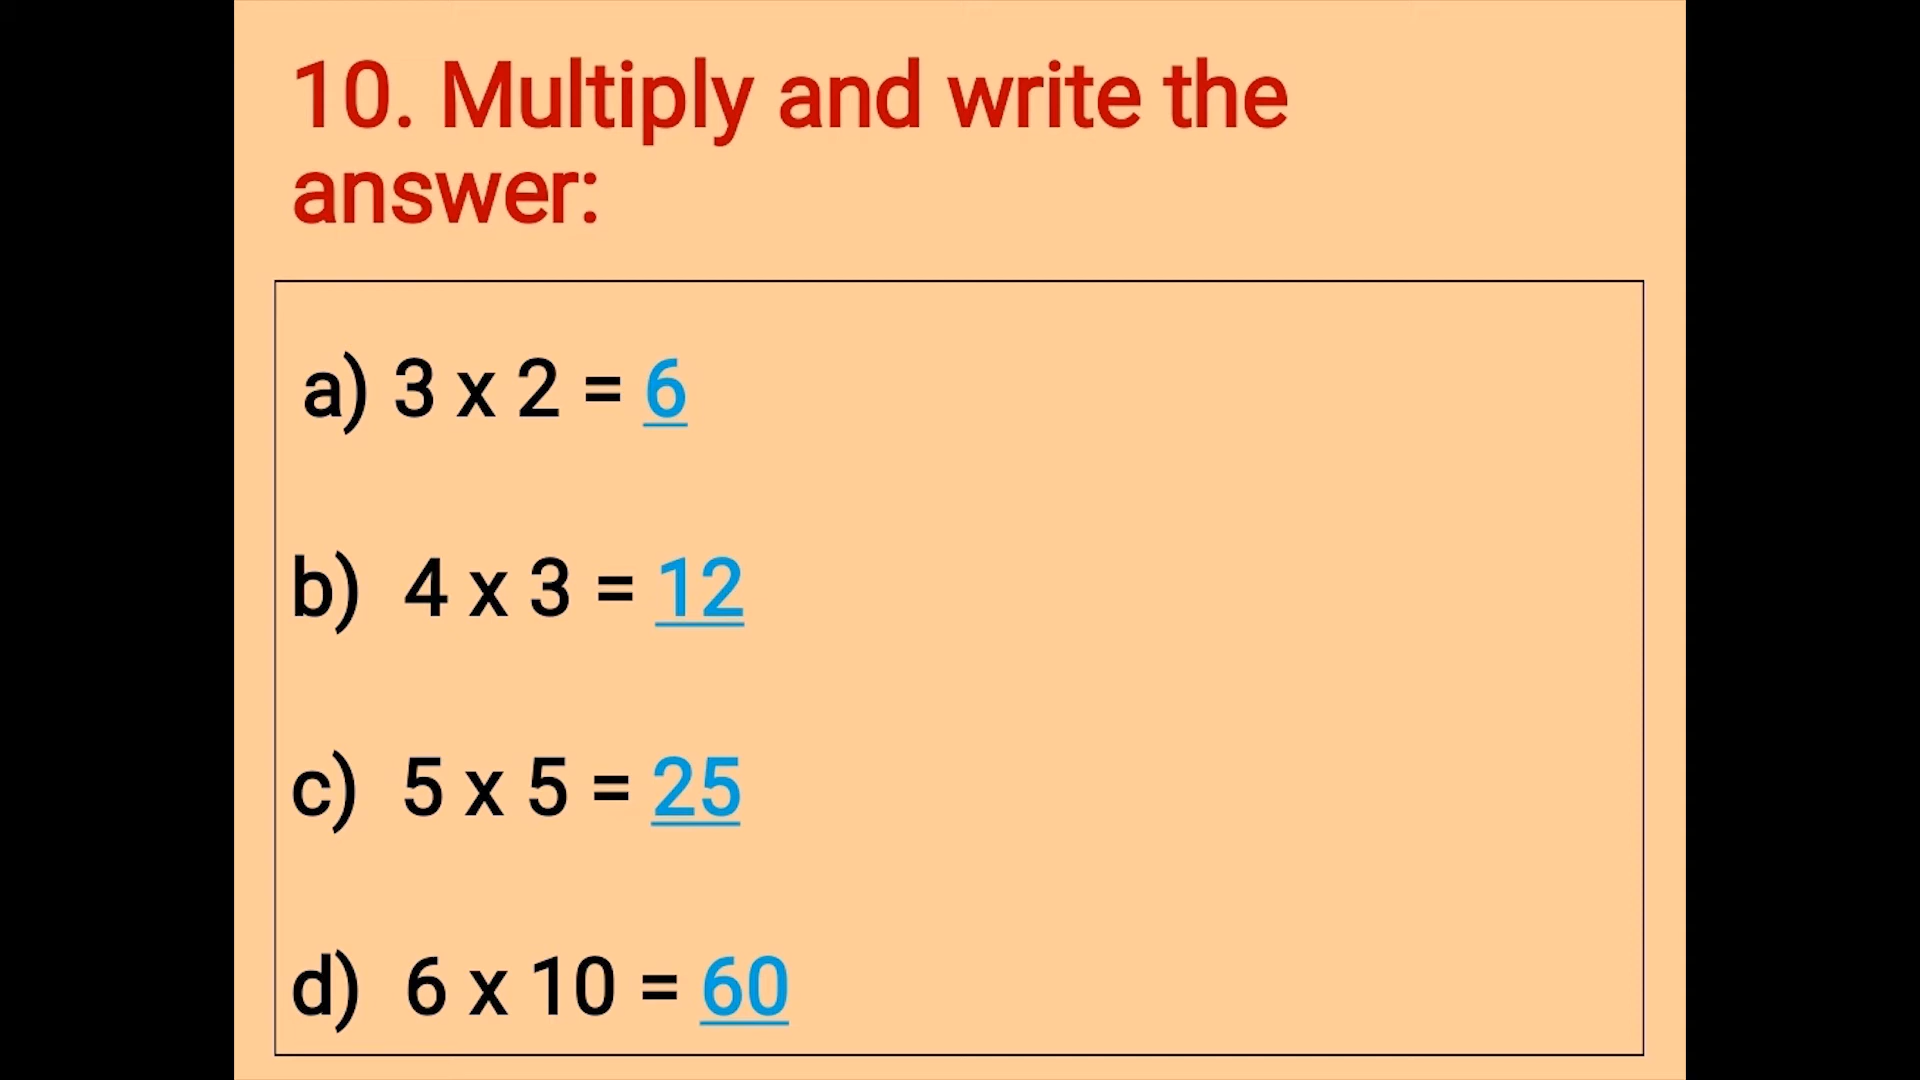 10. Multiply and write the
answer:
a) 3 x 2 = 6
b) 4 x 3 = 12
c) 5 x 5 = 25
d) 6 x 10 = 60